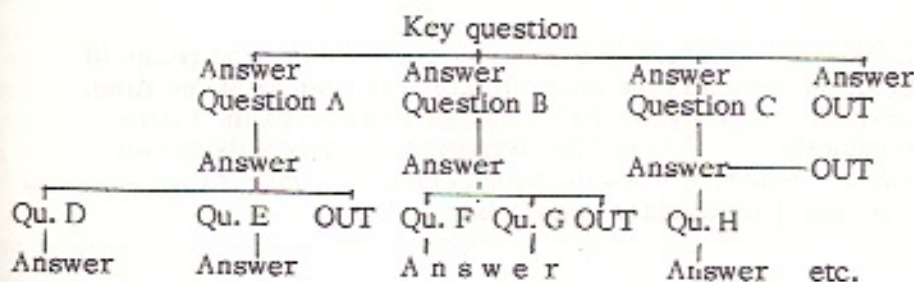 Key question
Answer Answer Answer Answer
Question A Question B Question C OUT
Answer Answer Answer OUT
Qu. D Qu. E OUT Qu. F Qu. G OUT Qu. H
Answer Answer Answer Answer etc.